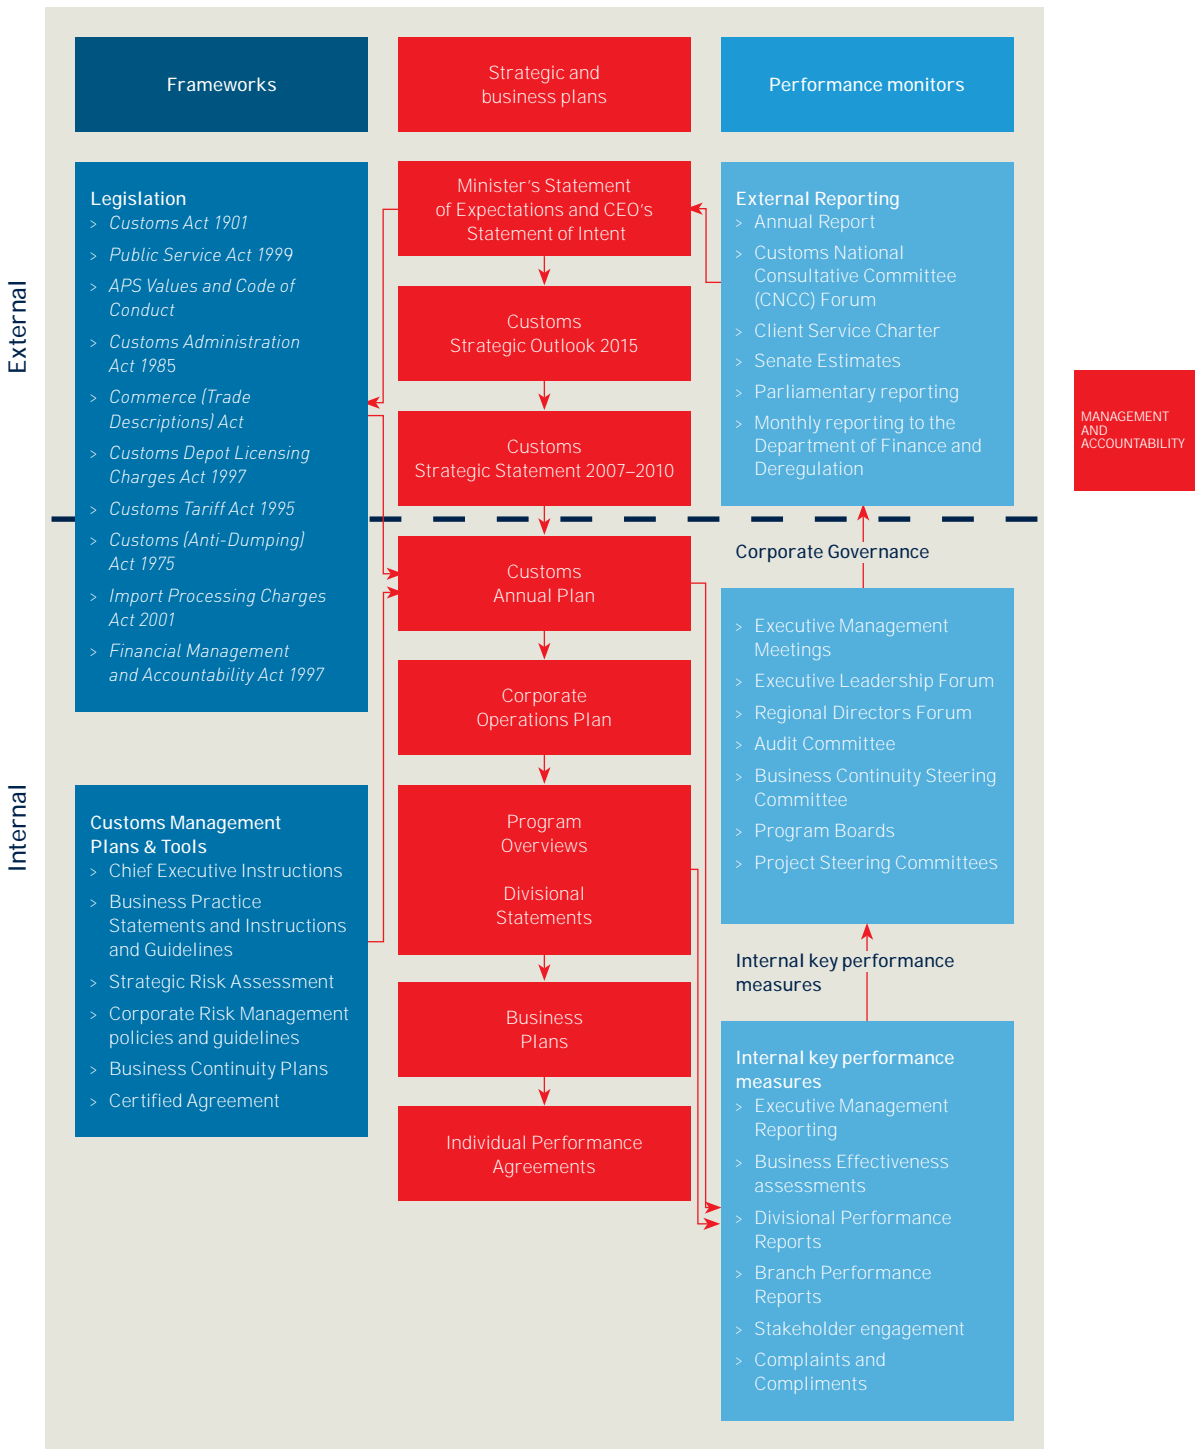 Frameworks
Strategic and
business plans
Performance monitors
External
Legislation
> Customs Act 1901
> Public Service Act 1999
> APS Values and Code of
Conduct
> Customs Administration
Act 1985
> Commerce (Trade
Descriptions) Act
> Customs Depot Licensing
Charges Act 1997
> Customs Tariff Act 1995
> Customs (Anti-Dumping)
Act 1975
> Import Processing Charges
Act 2001
> Financial Management
and Accountability Act 1997
Internal
Customs Management
Plans & Tools
> Chief Executive Instructions
> Business Practice
Statements and Instructions
and Guidelines
> Strategic Risk Assessment
> Corporate Risk Management
policies and guidelines
> Business Continuity Plans
> Certified Agreement
Minister’s Statement
of Expectations and CEO’s
Statement of Intent
Customs
Strategic Outlook 2015
Customs
Strategic Statement 2007–2010
Customs
Annual Plan
Corporate
Operations Plan
Program
Overviews
Divisional
Statements
Business
Plans
Individual Performance
Agreements
External Reporting
> Annual Report
> Customs National
Consultative Committee
(CNCC) Forum
> Client Service Charter
> Senate Estimates
> Parliamentary reporting
> Monthly reporting to the
Department of Finance and
Deregulation
Corporate Governance
> Executive Management
Meetings
> Executive Leadership Forum
> Regional Directors Forum
> Audit Committee
> Business Continuity Steering
Committee
> Program Boards
> Project Steering Committees
Internal key performance
measures
Internal key performance
measures
> Executive Management
Reporting
> Business Effectiveness
assessments
> Divisional Performance
Reports
> Branch Performance
Reports
> Stakeholder engagement
> Complaints and
Compliments
MANAGEMENT
AND
ACCOUNTABILITY